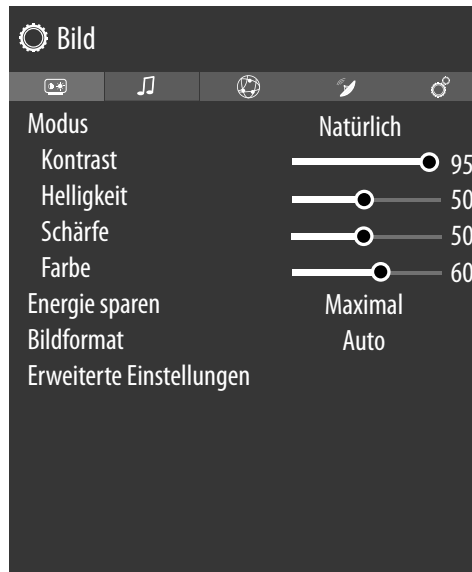 Bild
Modus Natürlich
Kontrast 95
Helligkeit 50
Schärfe 50
Farbe 60
Energie sparen Maximal
Bildformat Auto
Erweiterte Einstellungen